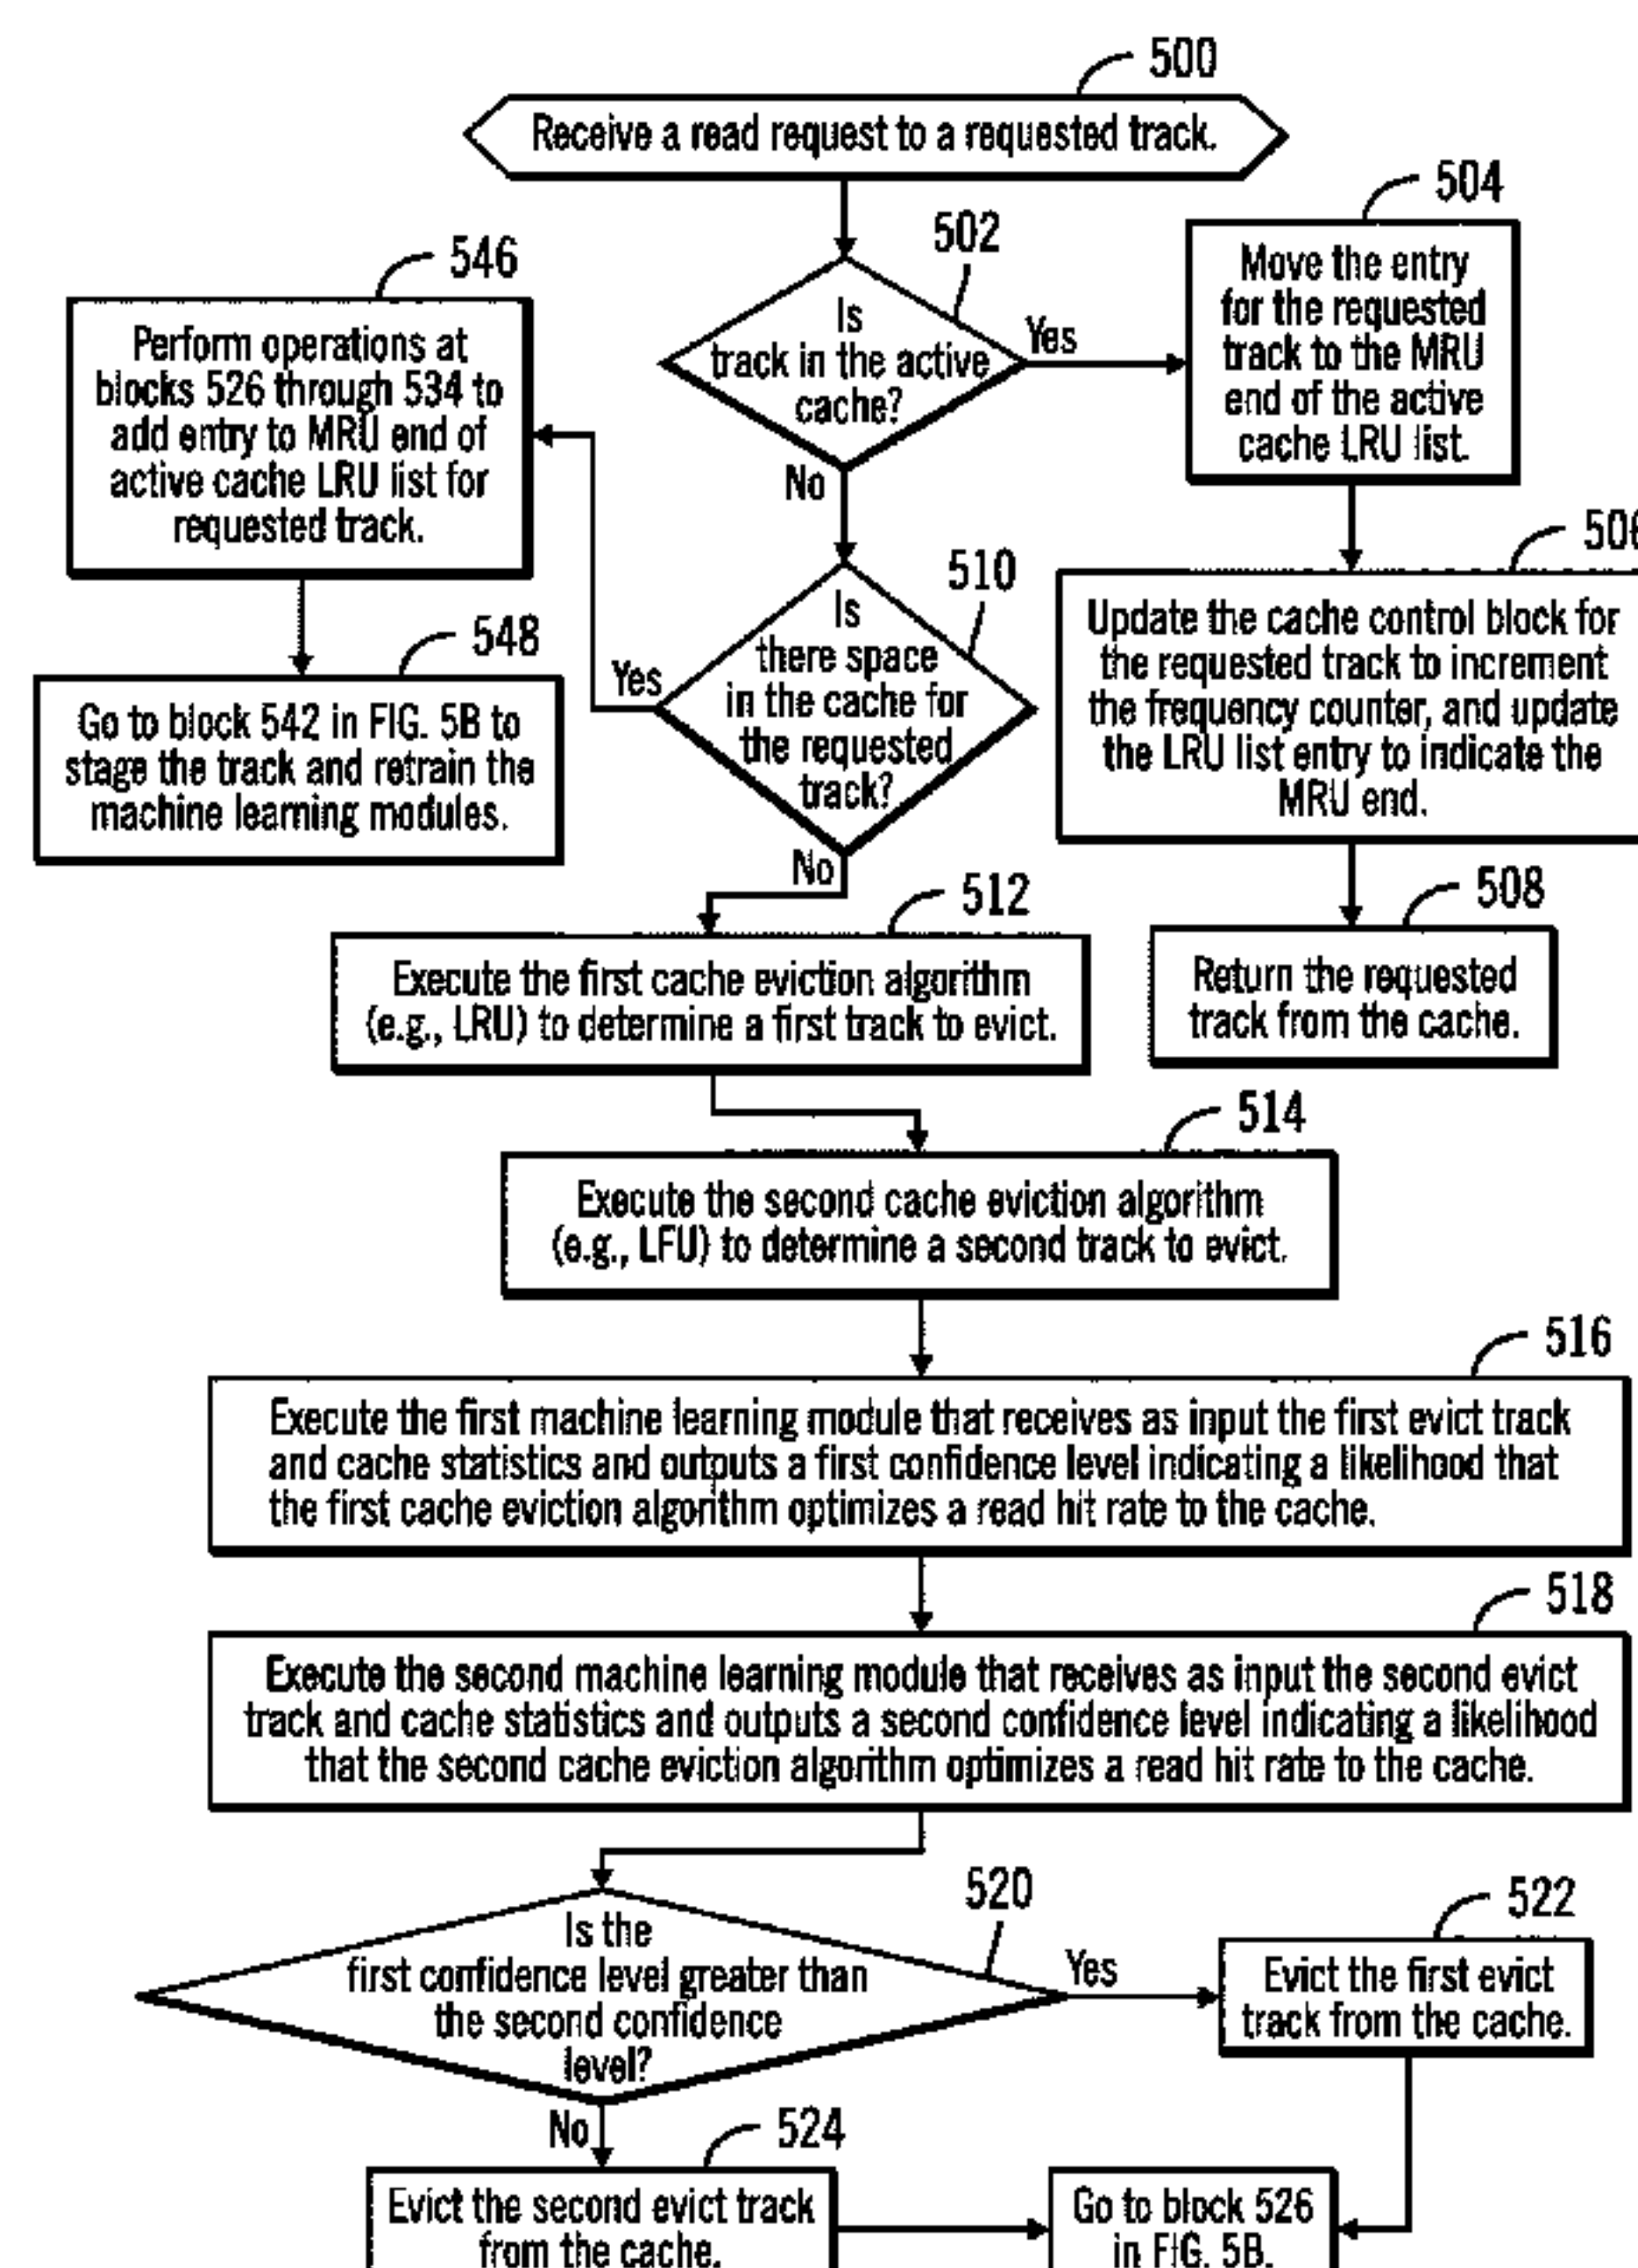 500
Receive a read request to a requested track.
502
Is
track in the active
cache?
Yes
No
504
Move the entry
for the requested
track to the MRU
end of the active
cache LRU list.
546
Perform operations at
blocks 526 through 534 to
add entry to MRU end of
active cache LRU list for
requested track.
548
Go to block 542 in FIG. 5B to
stage the track and retrain the
machine learning modules.
510
Is
there space
in the cache for
the requested
track?
Yes
No
506
Update the cache control block for
the requested track to increment
the frequency counter, and update
the LRU list entry to indicate the
MRU end.
508
Return the requested
track from the cache.
512
Execute the first cache eviction algorithm
(e.g., LRU) to determine a first track to evict.
514
Execute the second cache eviction algorithm
(e.g., LFU) to determine a second track to evict.
516
Execute the first machine learning module that receives as input the first evict track
and cache statistics and outputs a first confidence level indicating a likelihood that
the first cache eviction algorithm optimizes a read hit rate to the cache.
518
Execute the second machine learning module that receives as input the second evict
track and cache statistics and outputs a second confidence level indicating a likelihood
that the second cache eviction algorithm optimizes a read hit rate to the cache.
520
Is the
first confidence level greater than
the second confidence
level?
Yes
No
522
Evict the first evict
track from the cache.
524
Evict the second evict track
from the cache.
Go to block 526
in FIG. 5B.